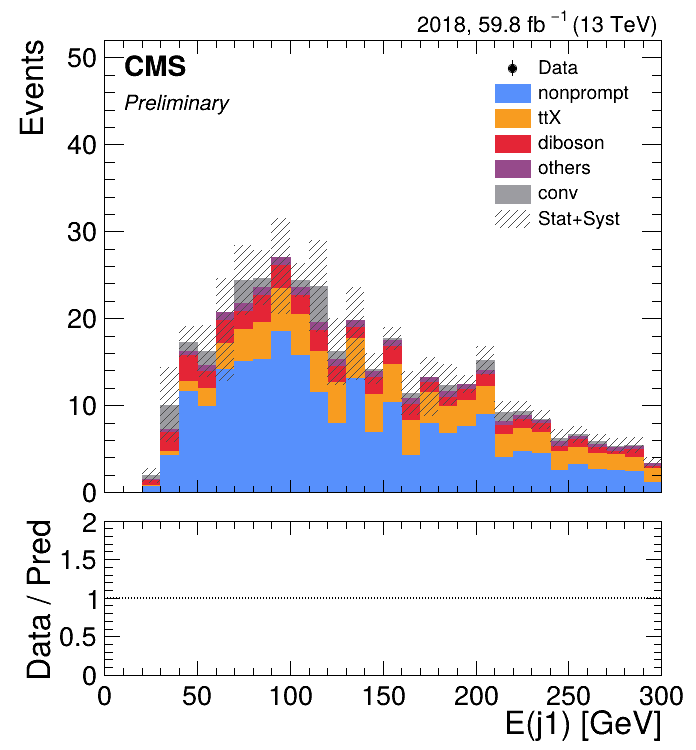 2018, 59.8 fb⁻¹ (13 TeV)
CMS
Preliminary
Events
50
40
30
20
10
0
Data
nonprompt
ttX
diboson
others
conv
Stat+Syst
Data / Pred
2
1.5
1
0.5
0
0 50 100 150 200 250 300
E(j1) [GeV]